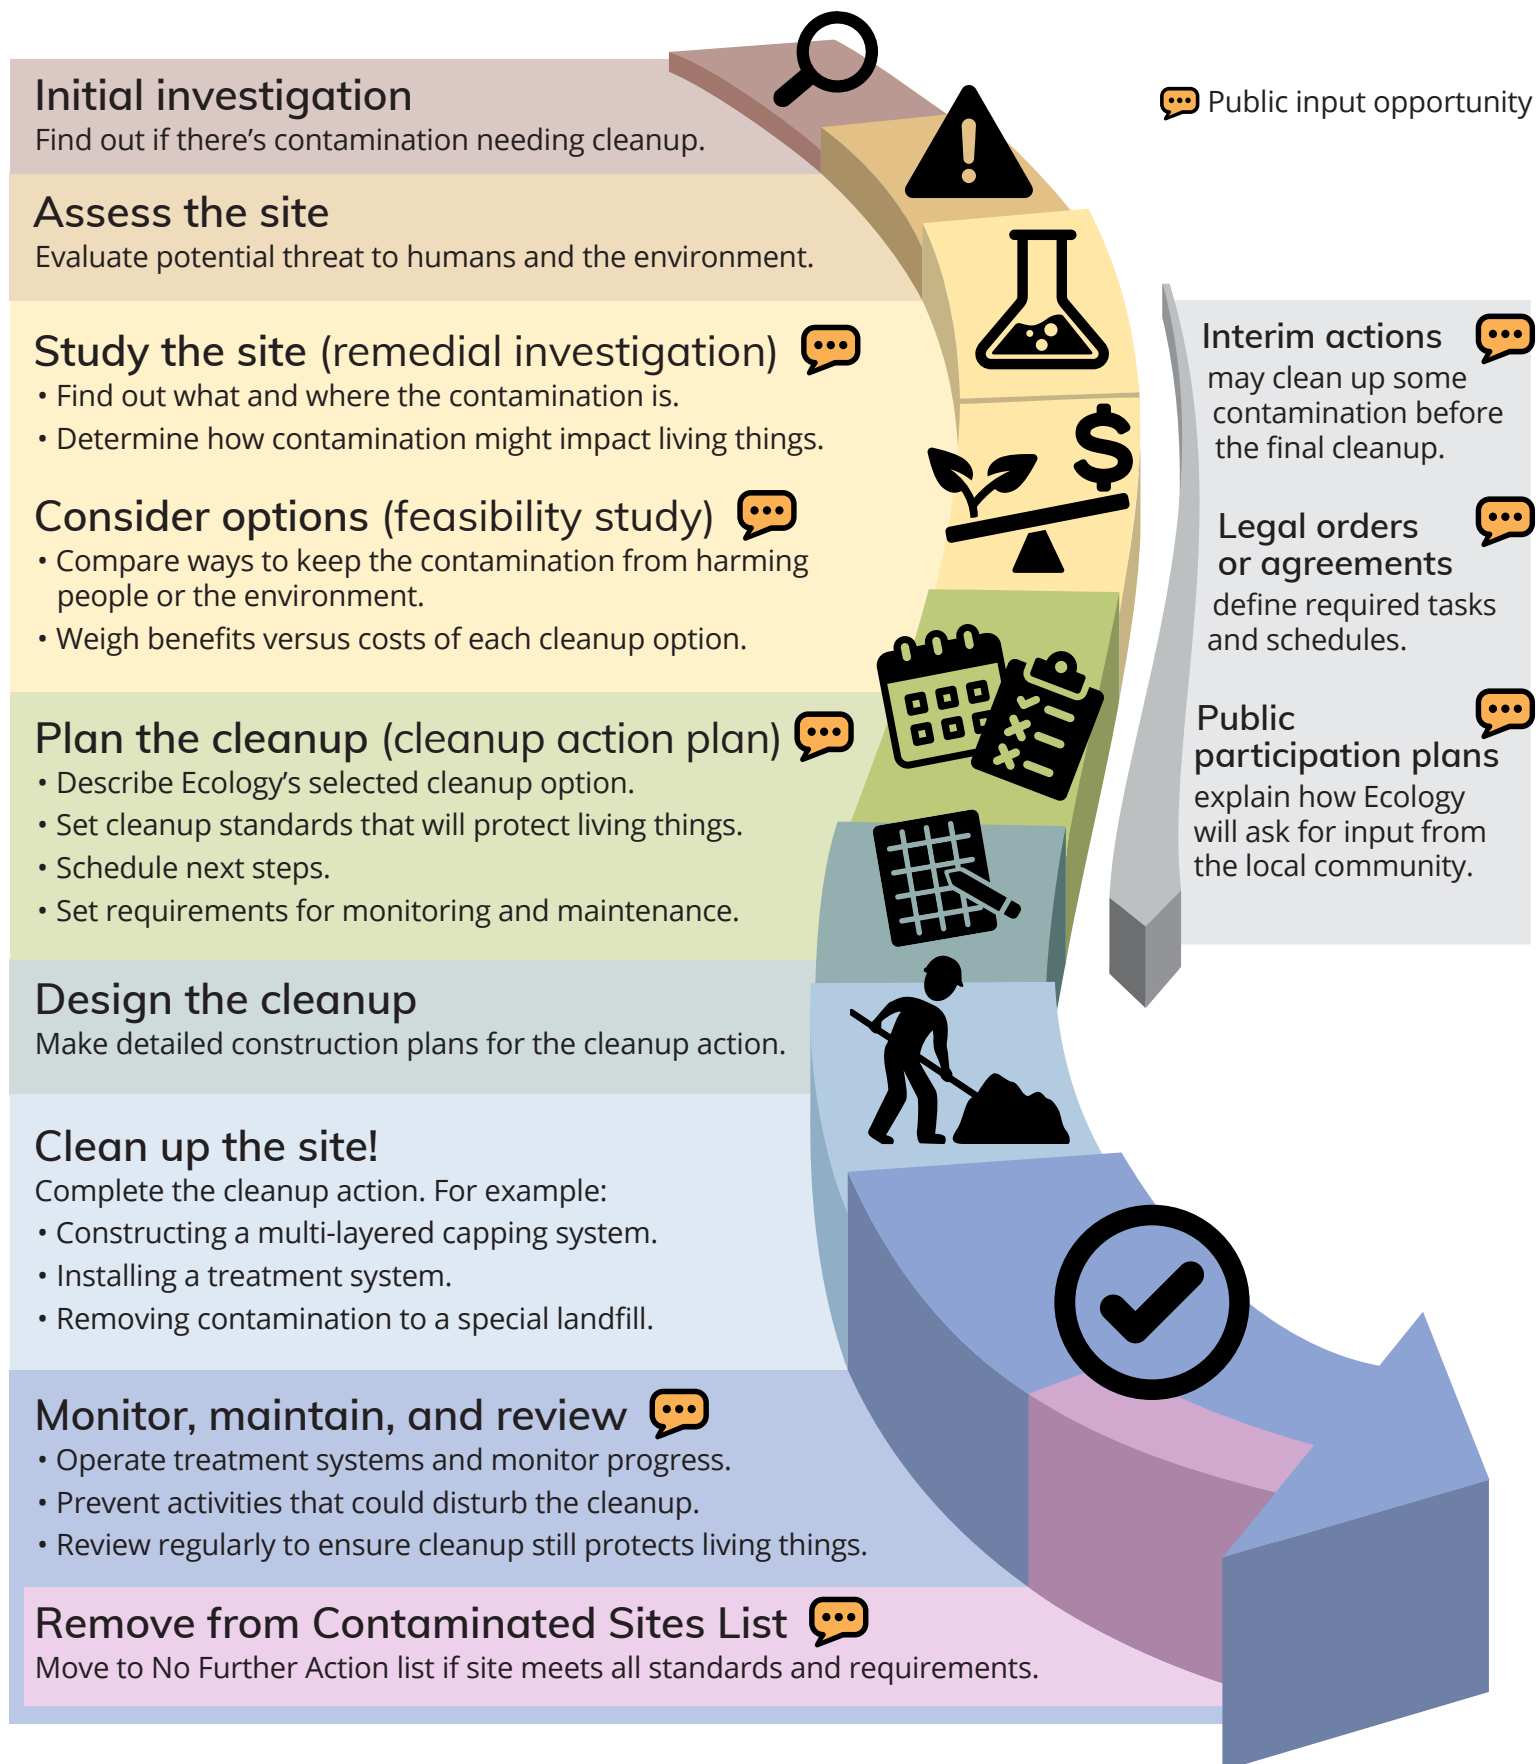 Public input opportunity
Initial investigation
Find out if there’s contamination needing cleanup.
Assess the site
Evaluate potential threat to humans and the environment.
Study the site (remedial investigation)
• Find out what and where the contamination is.
• Determine how contamination might impact living things.
Consider options (feasibility study)
• Compare ways to keep the contamination from harming
people or the environment.
• Weigh benefits versus costs of each cleanup option.
Plan the cleanup (cleanup action plan)
• Describe Ecology’s selected cleanup option.
• Set cleanup standards that will protect living things.
• Schedule next steps.
• Set requirements for monitoring and maintenance.
Design the cleanup
Make detailed construction plans for the cleanup action.
Clean up the site!
Complete the cleanup action. For example:
• Constructing a multi-layered capping system.
• Installing a treatment system.
• Removing contamination to a special landfill.
Monitor, maintain, and review
• Operate treatment systems and monitor progress.
• Prevent activities that could disturb the cleanup.
• Review regularly to ensure cleanup still protects living things.
Remove from Contaminated Sites List
Move to No Further Action list if site meets all standards and requirements.
Interim actions
may clean up some
contamination before
the final cleanup.
Legal orders
or agreements
define required tasks
and schedules.
Public
participation plans
explain how Ecology
will ask for input from
the local community.
$